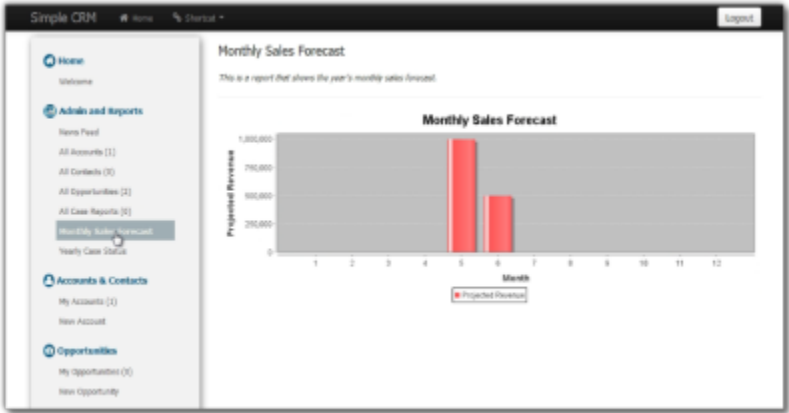 Simple CRM Home Shortcut Logout
Home
Welcome
Admin and Reports
News Feed
All Accounts (1)
All Contacts (0)
All Opportunities (2)
All Case Reports (0)
Monthly Sales Forecast
Yearly Case Status
Accounts & Contacts
My Accounts (1)
New Account
Opportunities
My Opportunities (0)
New Opportunity
Monthly Sales Forecast
This is a report that shows the year's monthly sales forecast.
Monthly Sales Forecast
Projected Revenue
1,000,000
750,000
500,000
250,000
0
1 2 3 4 5 6 7 8 9 10 11 12
Month
Projected Revenue